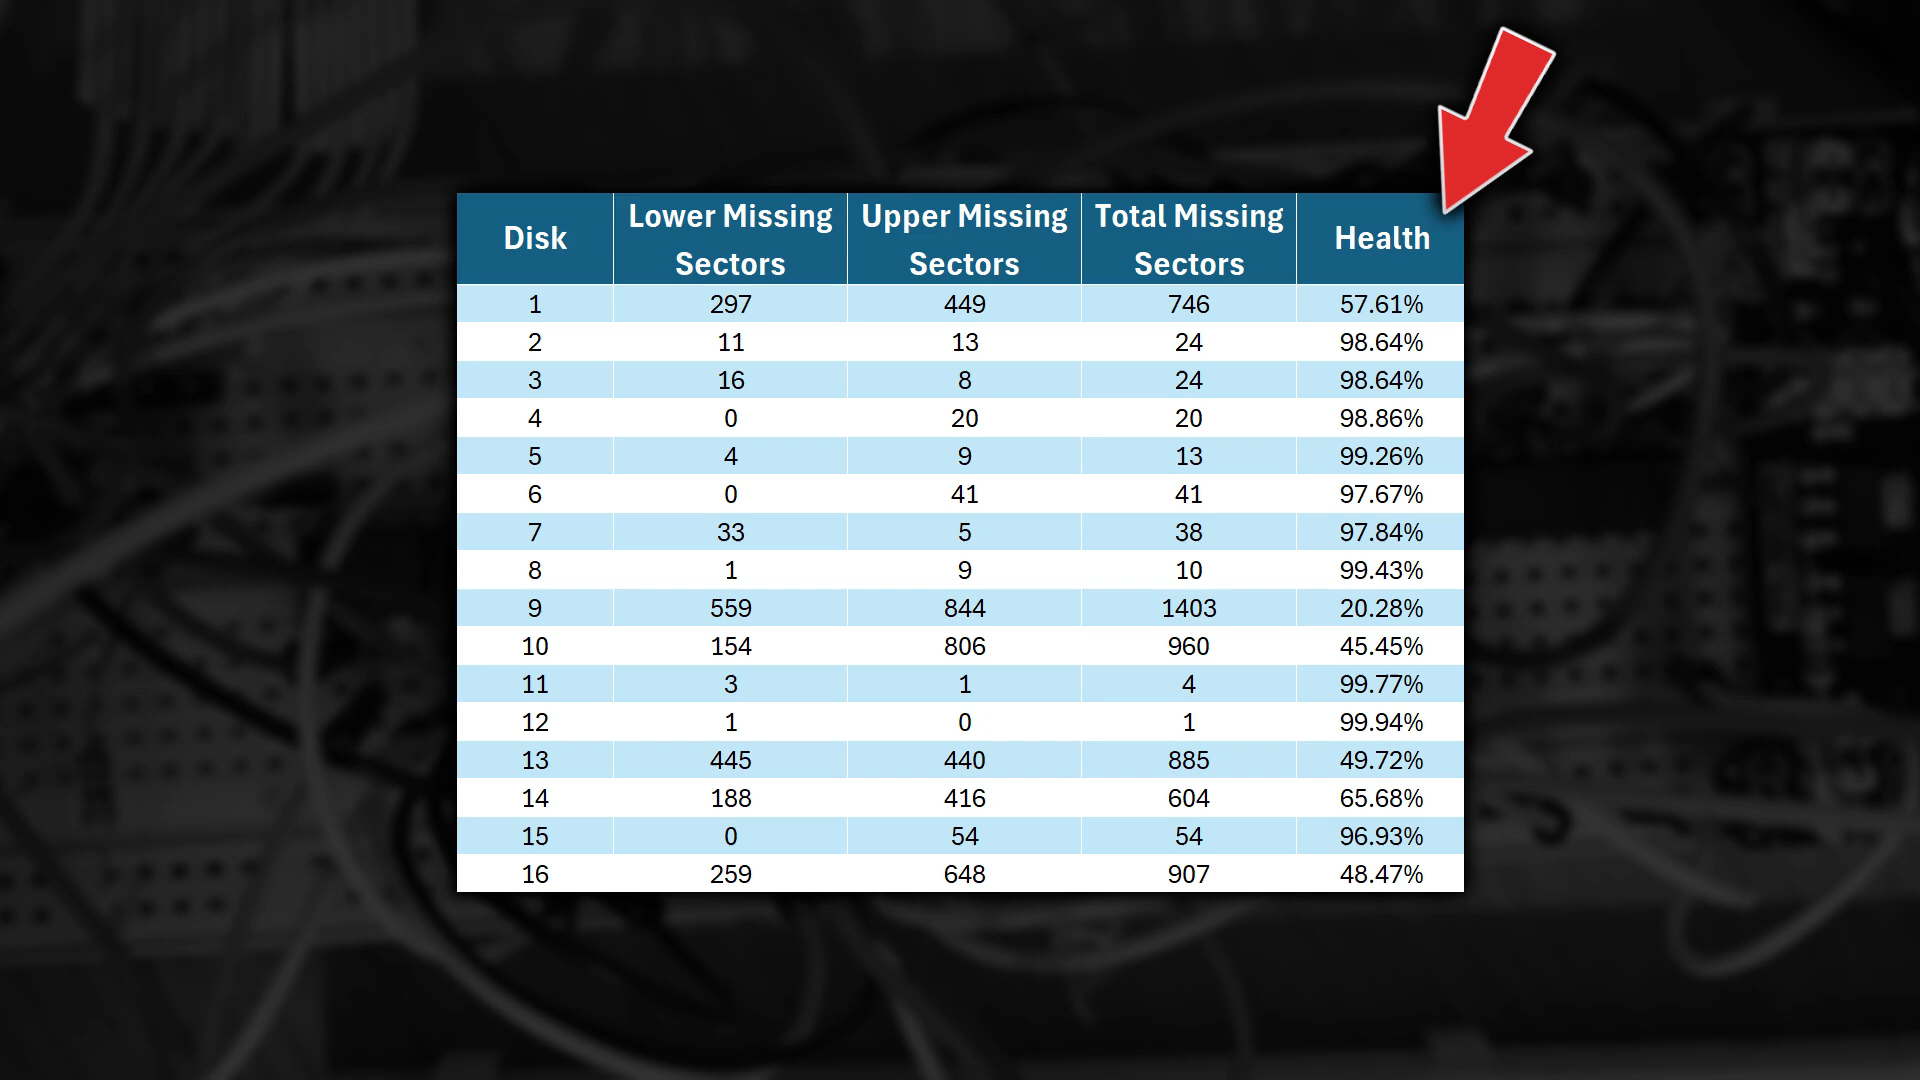 Disk Lower Missing Sectors Upper Missing Sectors Total Missing Sectors Health
1 297 449 746 57.61%
2 11 13 24 98.64%
3 16 8 24 98.64%
4 0 20 20 98.86%
5 4 9 13 99.26%
6 0 41 41 97.67%
7 33 5 38 97.84%
8 1 9 10 99.43%
9 559 844 1403 20.28%
10 154 806 960 45.45%
11 3 1 4 99.77%
12 1 0 1 99.94%
13 445 440 885 49.72%
14 188 416 604 65.68%
15 0 54 54 96.93%
16 259 648 907 48.47%